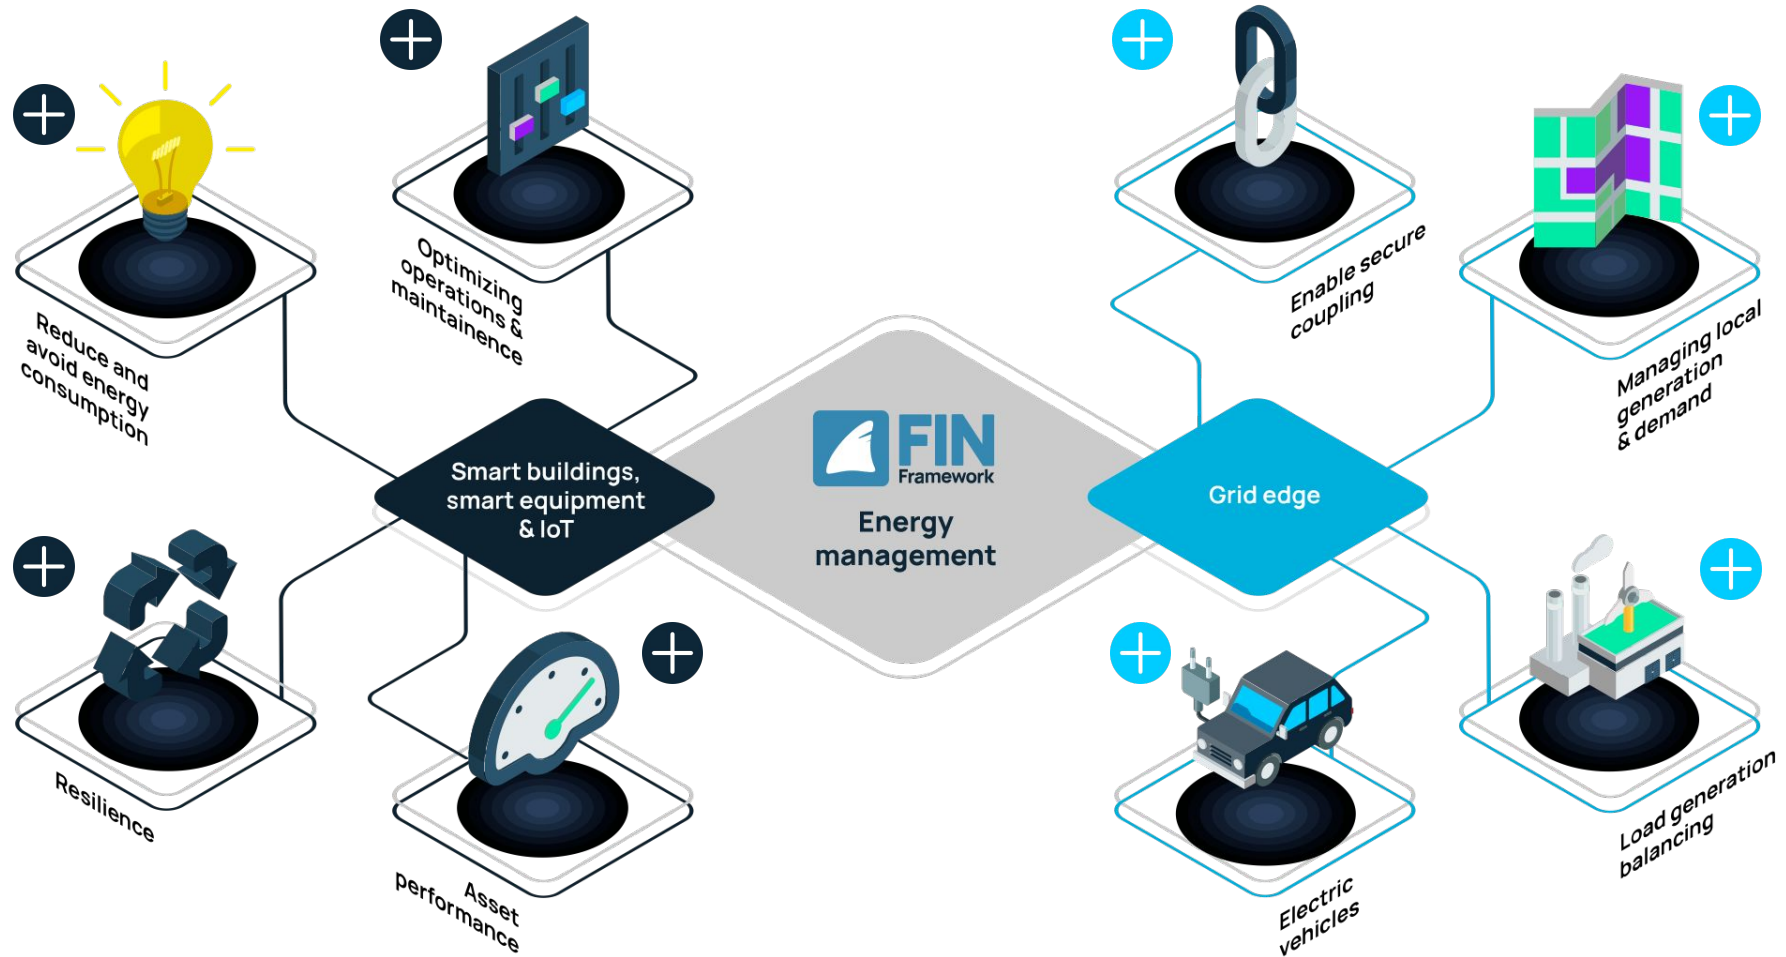 Optimizing
operations &
maintainence
Enable secure
coupling
Reduce and
avoid energy
consumption
Managing local
generation
& demand
Smart buildings,
smart equipment
& IoT
FIN
Framework
Energy
management
Grid edge
Resilience
Asset
performance
Electric
vehicles
Load generation
balancing